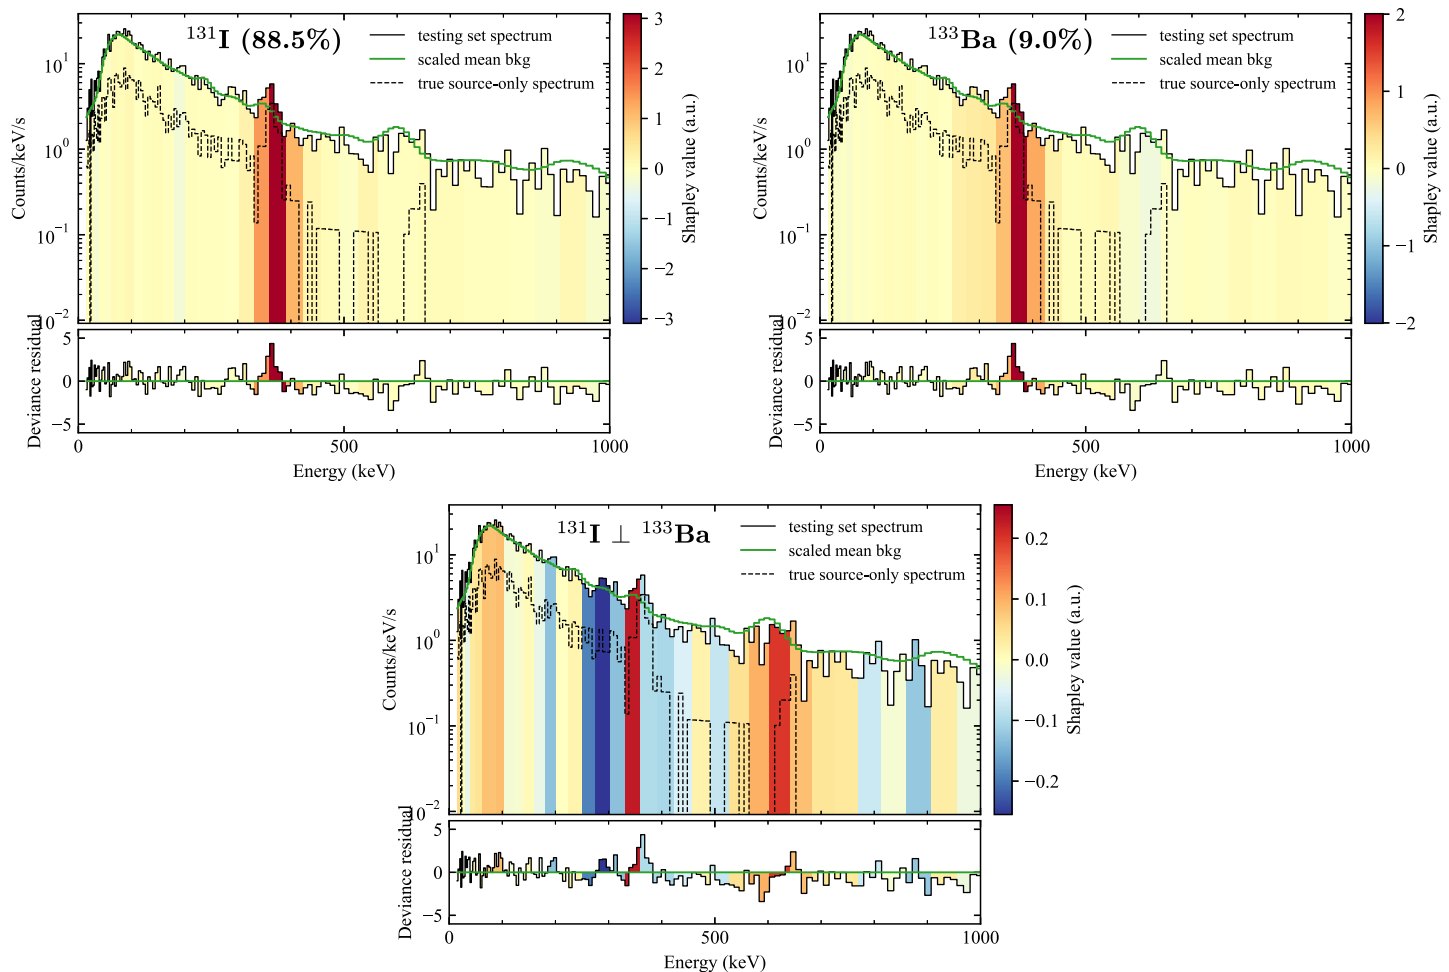 ¹³¹I (88.5%)
testing set spectrum
scaled mean bkg
true source-only spectrum
10¹
10⁰
10⁻¹
10⁻²
Counts/keV/s
3
2
1
0
−1
−2
−3
Shapley value (a.u.)
5
0
−5
Deviance residual
0
500
1000
Energy (keV)
¹³³Ba (9.0%)
testing set spectrum
scaled mean bkg
true source-only spectrum
10¹
10⁰
10⁻¹
10⁻²
Counts/keV/s
2
1
0
−1
−2
Shapley value (a.u.)
5
0
−5
Deviance residual
0
500
1000
Energy (keV)
¹³¹I ⊥ ¹³³Ba
testing set spectrum
scaled mean bkg
true source-only spectrum
10¹
10⁰
10⁻¹
10⁻²
Counts/keV/s
0.2
0.1
0.0
−0.1
−0.2
Shapley value (a.u.)
5
0
−5
Deviance residual
0
500
1000
Energy (keV)